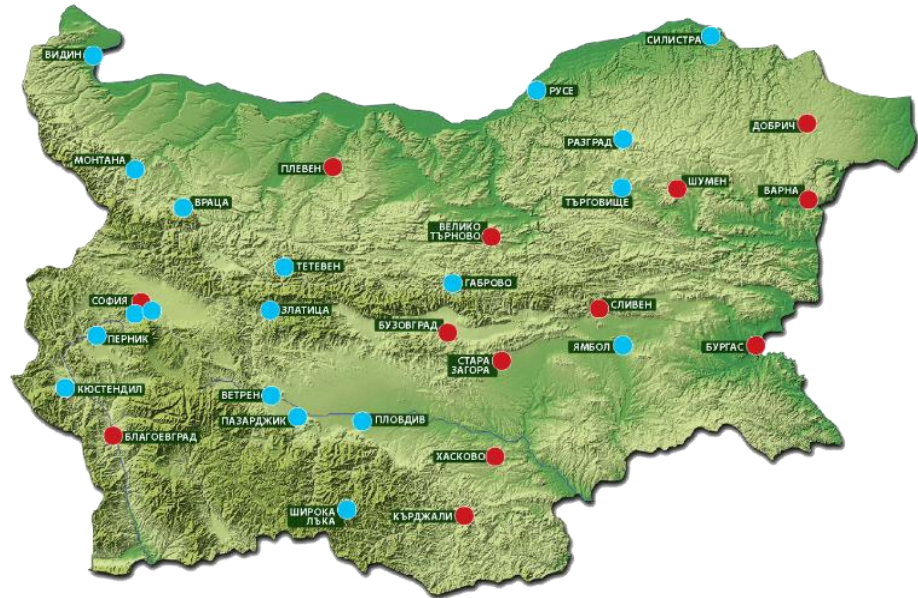 СИЛИСТРА
ВИДИН
РУСЕ
ДОБРИЧ
РАЗГРАД
МОНТАНА
ПЛЕВЕН
ШУМЕН
ВАРНА
ТЪРГОВИЩЕ
ВРАЦА
ВЕЛИКО
ТЪРНОВО
ТЕТЕВЕН
ГАБРОВО
СОФИЯ
СЛИВЕН
ЗЛАТИЦА
БУЗОВГРАД
ПЕРНИК
ЯМБОЛ
БУРГАС
СТАРА
ЗАГОРА
КЮСТЕНДИЛ
ВЕТРЕН
ПАЗАРДЖИК
ПЛОВДИВ
БЛАГОЕВГРАД
ХАСКОВО
ШИРОКА
ЛЪКА
КЪРДЖАЛИ